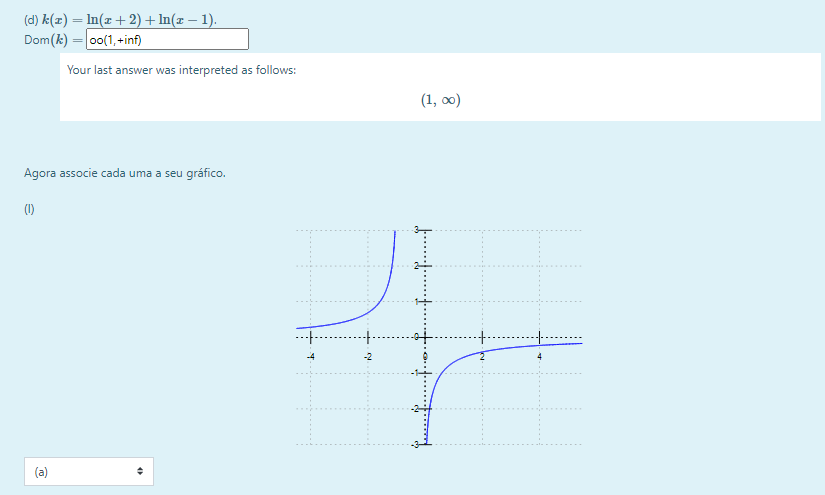 (d) k(x) = ln(x + 2) + ln(x − 1).
Dom(k) = oo(1,+inf)
Your last answer was interpreted as follows:
(1, ∞)
Agora associe cada uma a seu gráfico.
(I)
3
2
1
0
-4 -2 0 2 4
-1
-2
-3
(a)